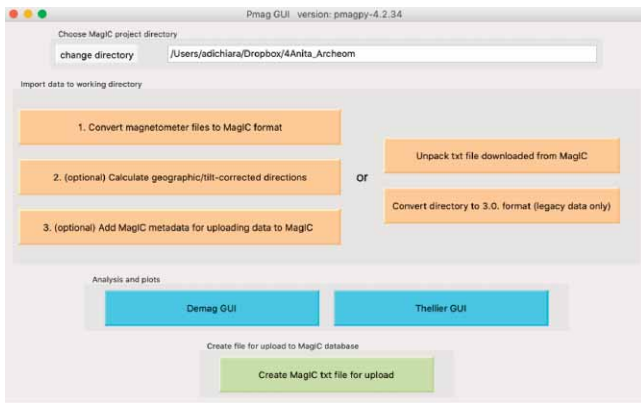 Pmag GUI version: pmagpy-4.2.34
Choose MagIC project directory
change directory /Users/adichiara/Dropbox/4Anita_Archeom
Import data to working directory
1. Convert magnetometer files to MagIC format
2. (optional) Calculate geographic/tilt-corrected directions
3. (optional) Add MagIC metadata for uploading data to MagIC
or
Unpack txt file downloaded from MagIC
Convert directory to 3.0. format (legacy data only)
Analysis and plots
Demag GUI
Thellier GUI
Create file for upload to MagIC database
Create MagIC txt file for upload